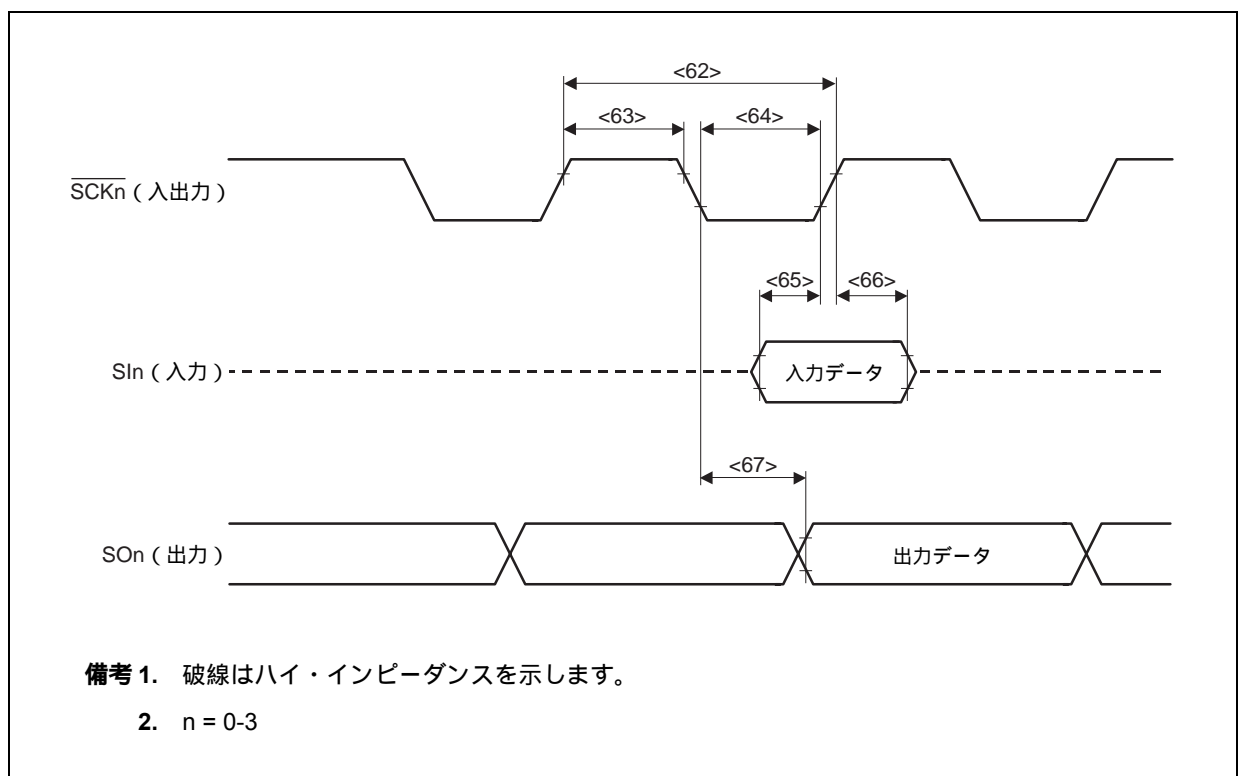 <62>
<63>
<64>
SCKn（入出力）
<65>
<66>
SIn（入力）
入力データ
<67>
SOn（出力）
出力データ
備考 1. 破線はハイ・インピーダンスを示します。
2. n = 0-3